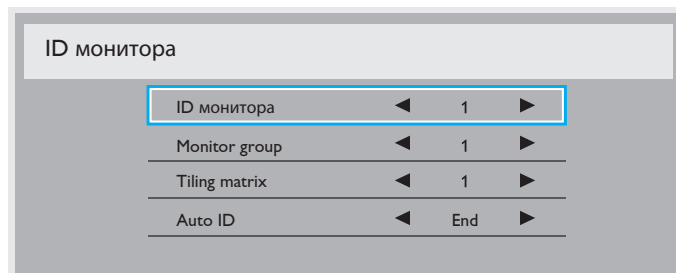 ID монитора
ID монитора ◀ 1 ▶
Monitor group ◀ 1 ▶
Tiling matrix ◀ 1 ▶
Auto ID ◀ End ▶